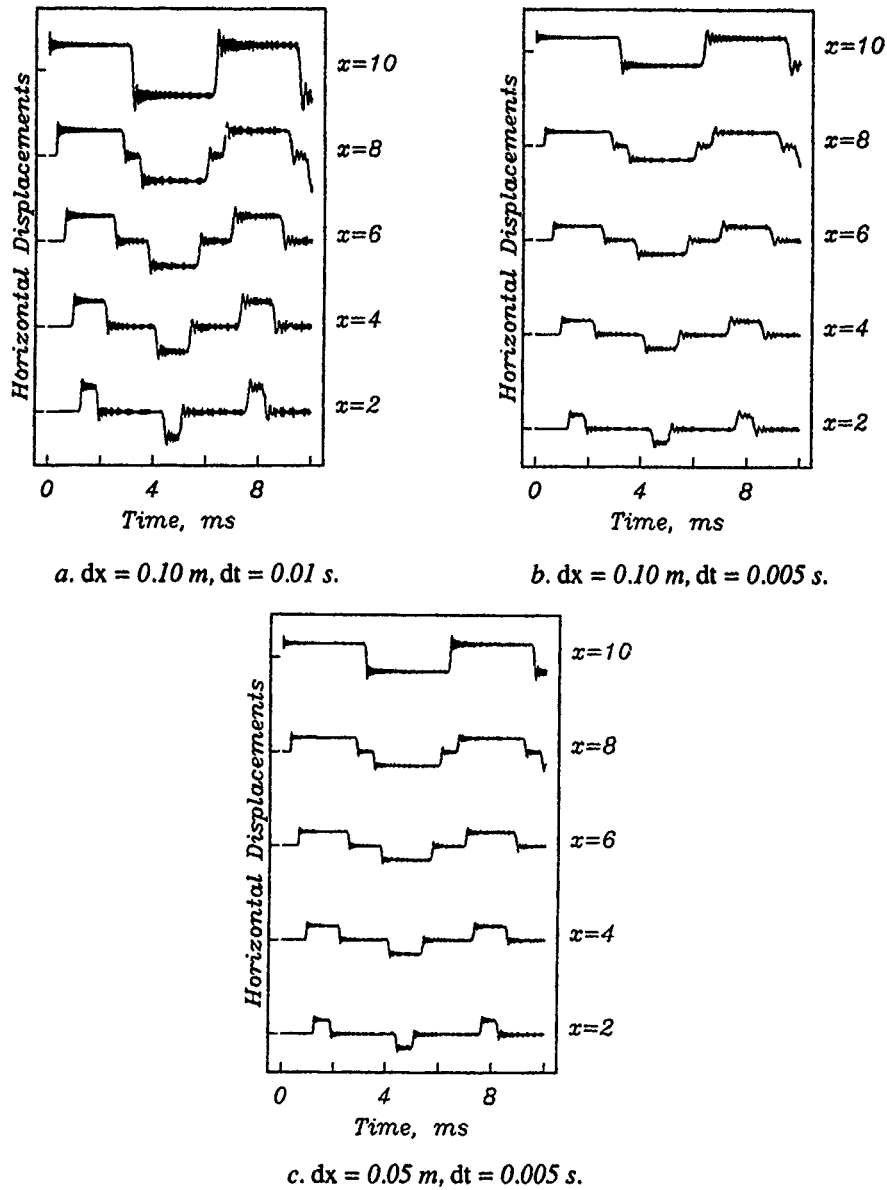 Horizontal Displacements
x=10
x=8
x=6
x=4
x=2
0 4 8
Time, ms
a. dx = 0.10 m, dt = 0.01 s.
Horizontal Displacements
x=10
x=8
x=6
x=4
x=2
0 4 8
Time, ms
b. dx = 0.10 m, dt = 0.005 s.
Horizontal Displacements
x=10
x=8
x=6
x=4
x=2
0 4 8
Time, ms
c. dx = 0.05 m, dt = 0.005 s.